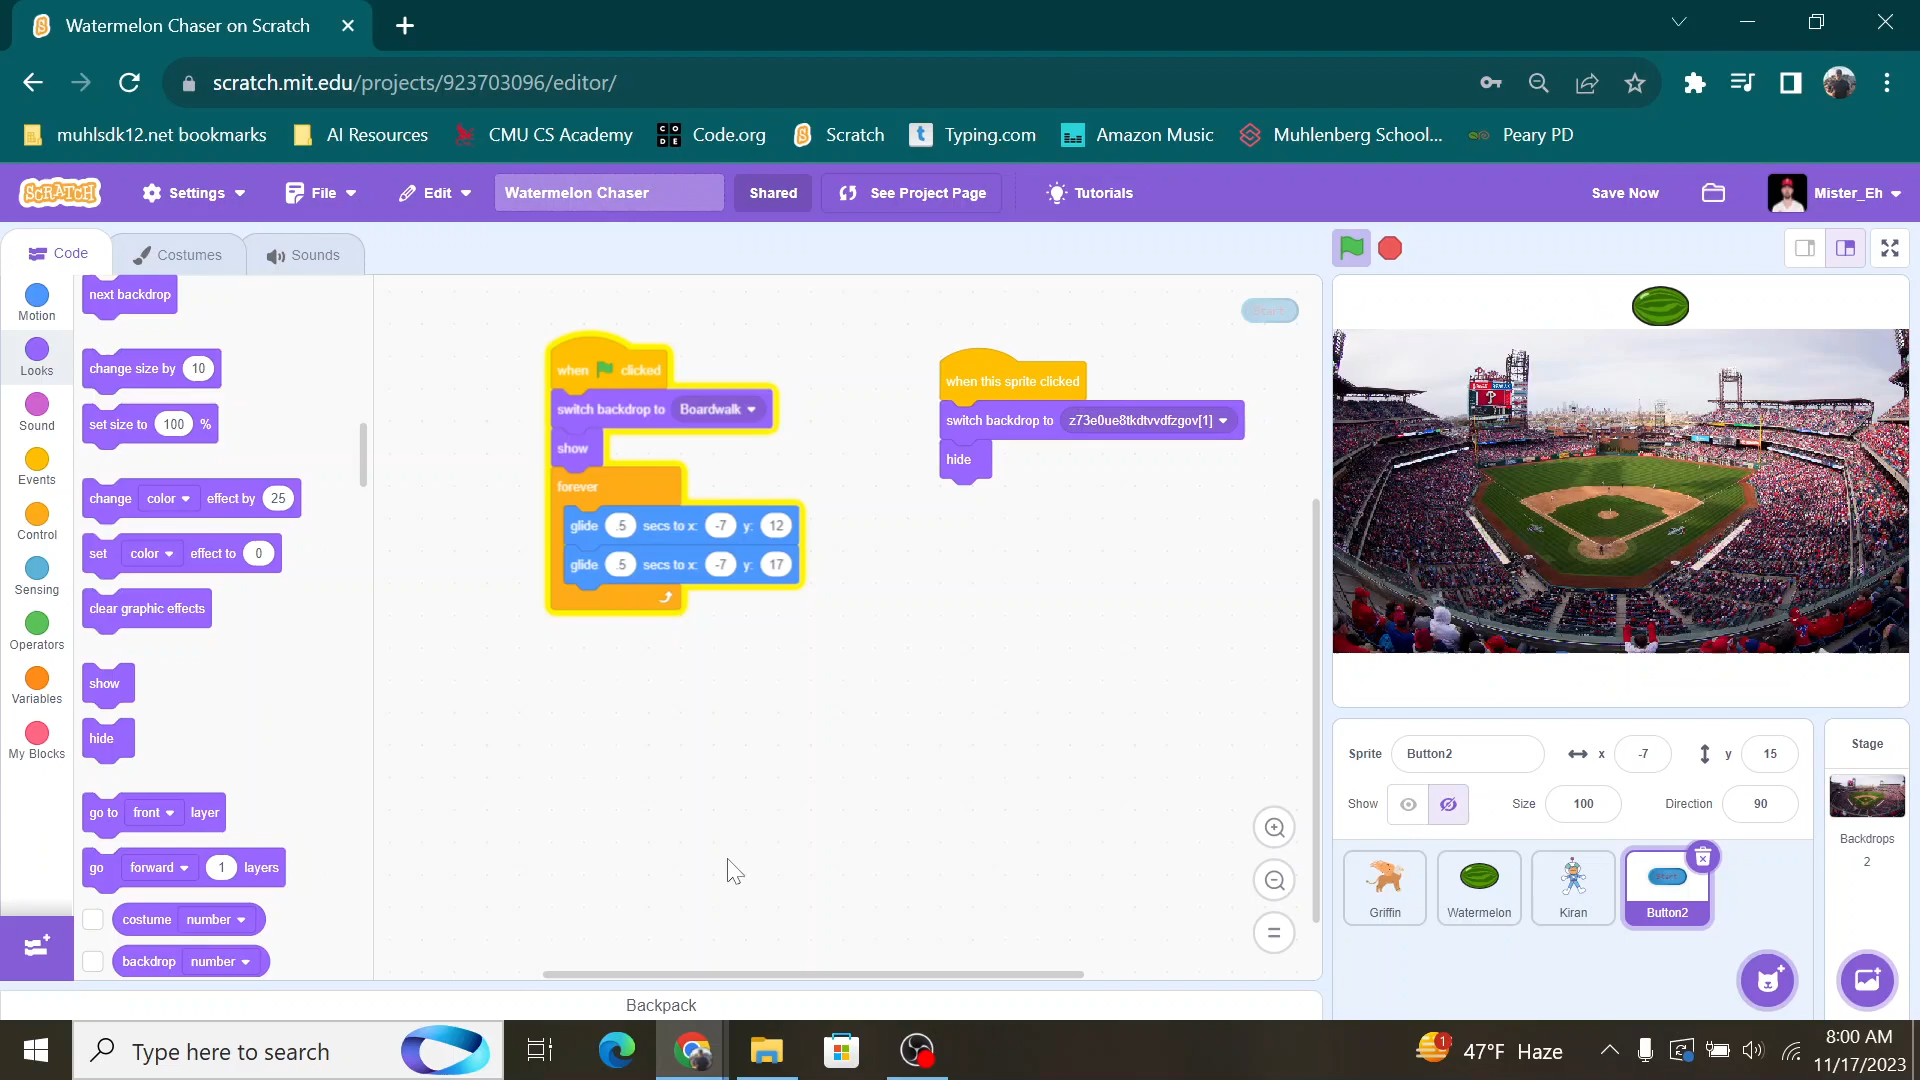 Watermelon Chaser on Scratch
scratch.mit.edu/projects/923703096/editor/
muhlsdk12.net bookmarks AI Resources CMU CS Academy CODE Code.org Scratch t Typing.com Amazon Music Muhlenberg School... Peary PD
SCRATCH Settings File Edit Watermelon Chaser Shared See Project Page Tutorials Save Now Mister_Eh
Code Costumes Sounds
Motion
Looks
Sound
Events
Control
Sensing
Operators
Variables
My Blocks
next backdrop
change size by 10
set size to 100 %
change color effect by 25
set color effect to 0
clear graphic effects
show
hide
go to front layer
go forward 1 layers
costume number
backdrop number
when clicked
switch backdrop to Boardwalk
show
forever
glide .5 secs to x: -7 y: 12
glide .5 secs to x: -7 y: 17
when this sprite clicked
switch backdrop to z73e0ue8tkdtvvdfzgov[1]
hide
Start
=
P
Sprite Button2 x -7 y 15
Show Size 100 Direction 90
Griffin
Watermelon
Kiran
Start
Button2
Stage
Backdrops
2
Backpack
Type here to search
1
47°F Haze
8:00 AM
11/17/2023